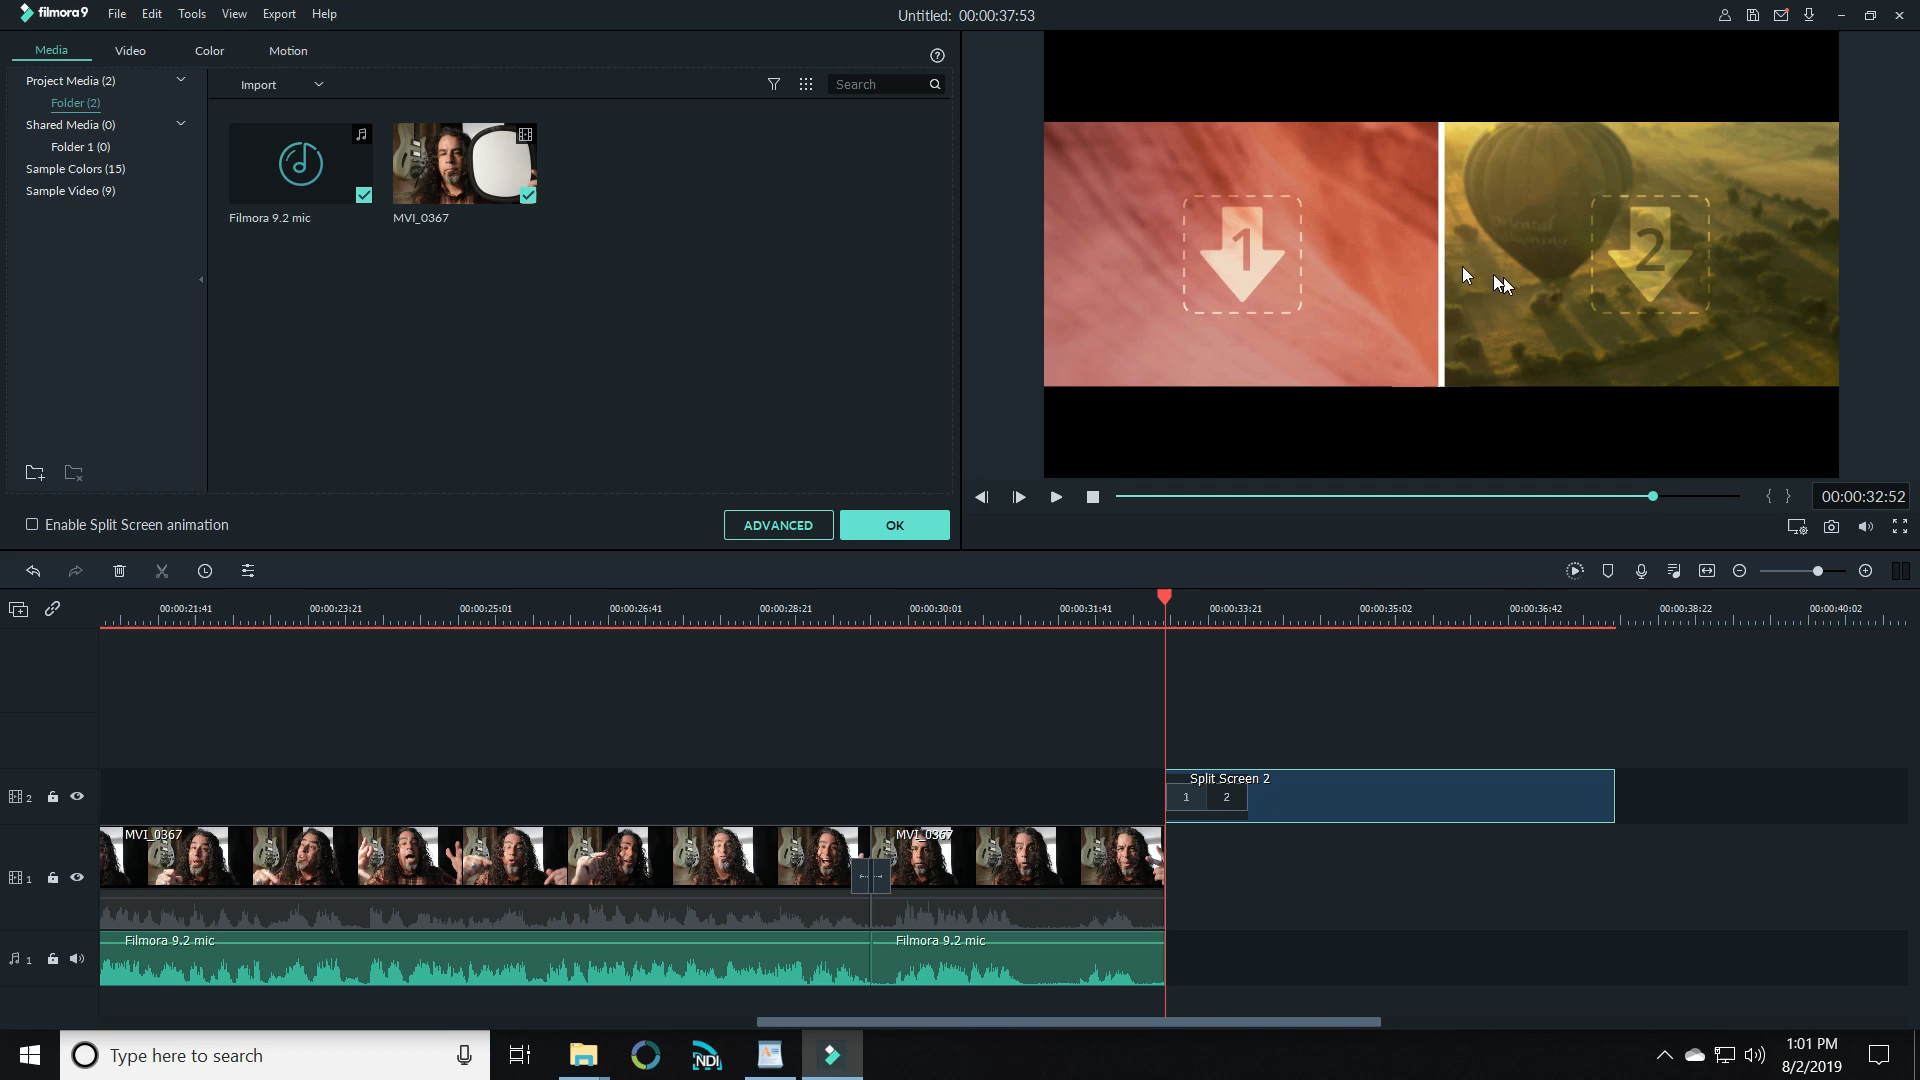 filmora9 File Edit Tools View Export Help
Untitled: 00:00:37:53
Media Video Color Motion
Project Media (2)
Folder (2)
Shared Media (0)
Folder 1 (0)
Sample Colors (15)
Sample Video (9)
Import
Search
Filmora 9.2 mic
MVI_0367
1
2
Enable Split Screen animation
ADVANCED
OK
{ } 00:00:32:52
00:00:21:41 00:00:23:21 00:00:25:01 00:00:26:41 00:00:28:21 00:00:30:01 00:00:31:41 00:00:33:21 00:00:35:02 00:00:36:42 00:00:38:22 00:00:40:02
2
Split Screen 2
1 2
1
MVI_0367 MVI_0367
1
Filmora 9.2 mic Filmora 9.2 mic
Type here to search
NDI
1:01 PM
8/2/2019